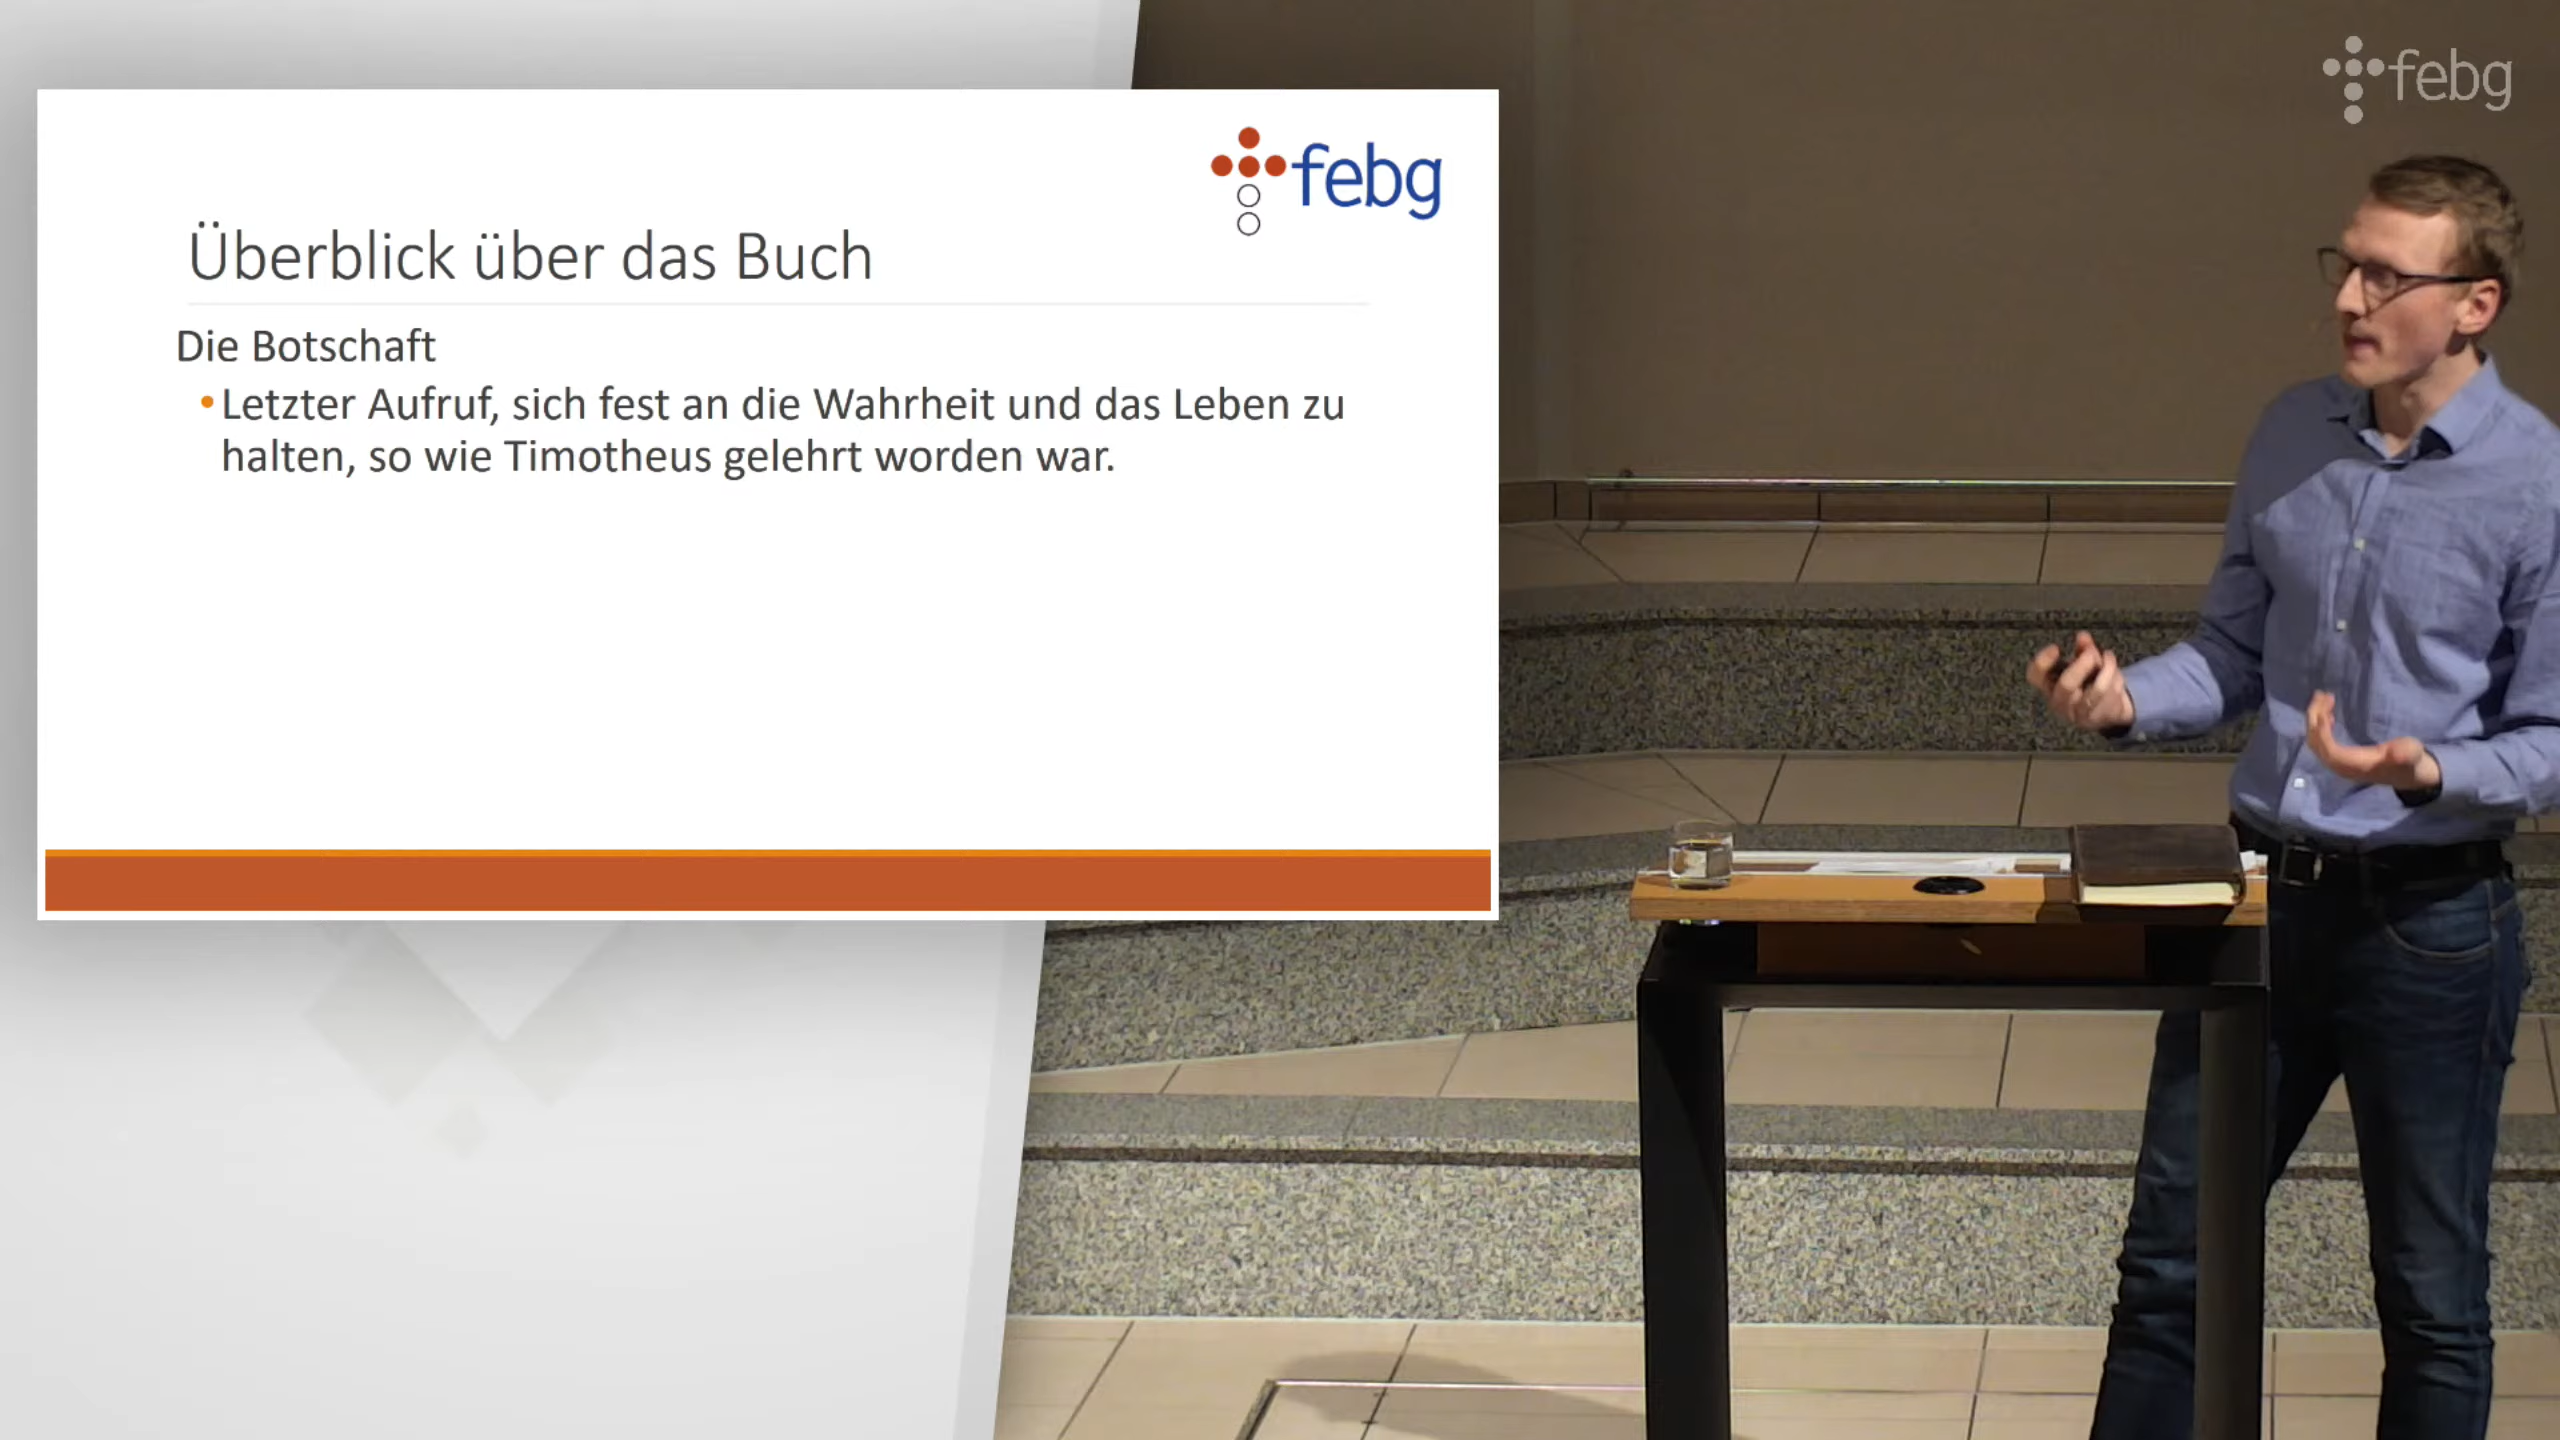 febg
febg
Überblick über das Buch
Die Botschaft
•Letzter Aufruf, sich fest an die Wahrheit und das Leben zu
halten, so wie Timotheus gelehrt worden war.